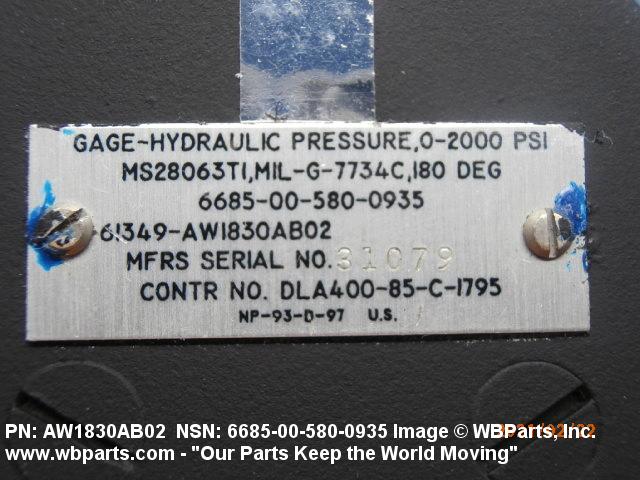 GAGE~HYDRAULIC PRESSURE,0-2000 PSI
MS28063T1,MIL-G-7734C,180 DEG
6685-00-580-0935
61349-AW1830AB02
MFRS SERIAL NO. 31079
CONTR NO. DLA400-85-C-1795
NP-93-D-97 U.S.
PN: AW1830AB02 NSN: 6685-00-580-0935 Image © WBParts, Inc.
www.wbparts.com - "Our Parts Keep the World Moving"